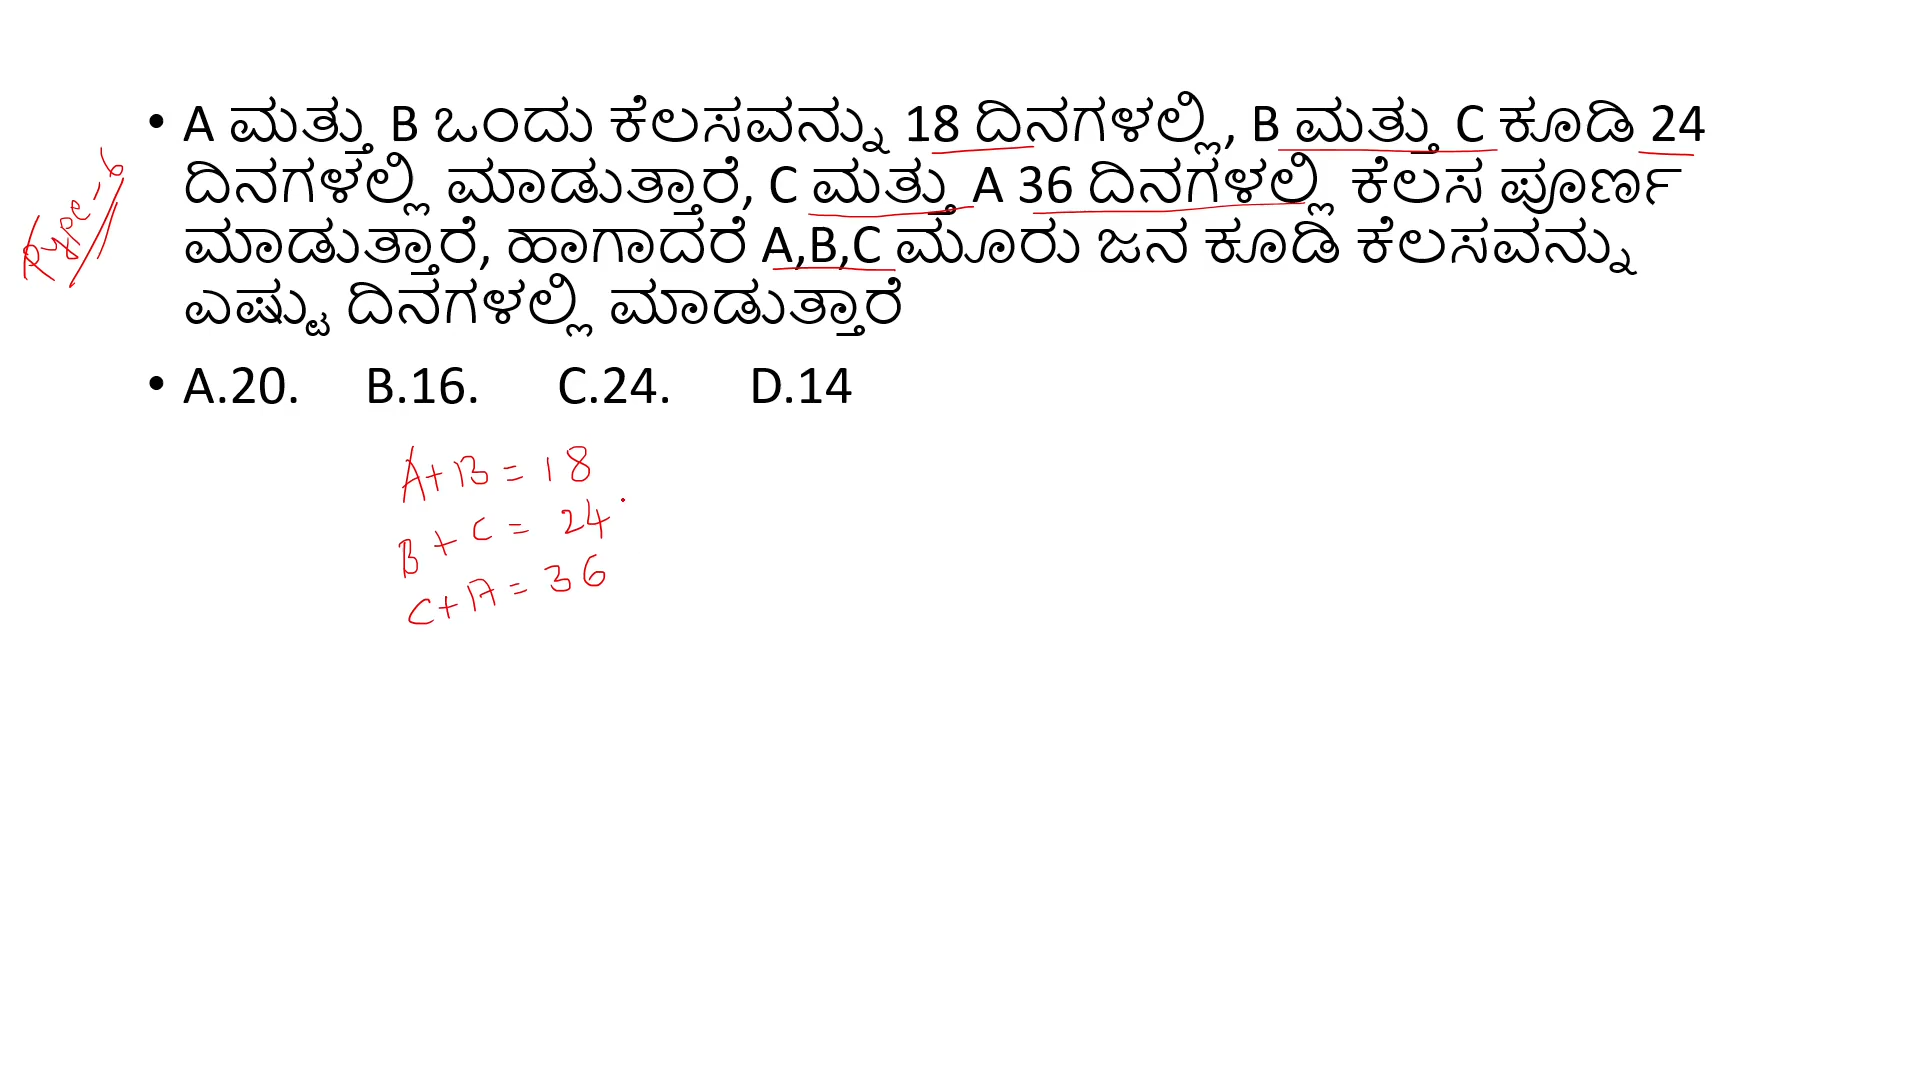 • A ಮತ್ತು B ಒಂದು ಕೆಲಸವನ್ನು 18 ದಿನಗಳಲ್ಲಿ, B ಮತ್ತು C ಕೂಡಿ 24
ದಿನಗಳಲ್ಲಿ ಮಾಡುತ್ತಾರೆ, C ಮತ್ತು A 36 ದಿನಗಳಲ್ಲಿ ಕೆಲಸ ಪೂರ್ಣ
ಮಾಡುತ್ತಾರೆ, ಹಾಗಾದರೆ A,B,C ಮೂರು ಜನ ಕೂಡಿ ಕೆಲಸವನ್ನು
ಎಷ್ಟು ದಿನಗಳಲ್ಲಿ ಮಾಡುತ್ತಾರೆ
Type-6
• A.20. B.16. C.24. D.14
A+B = 18
B + C = 24
C+A = 36